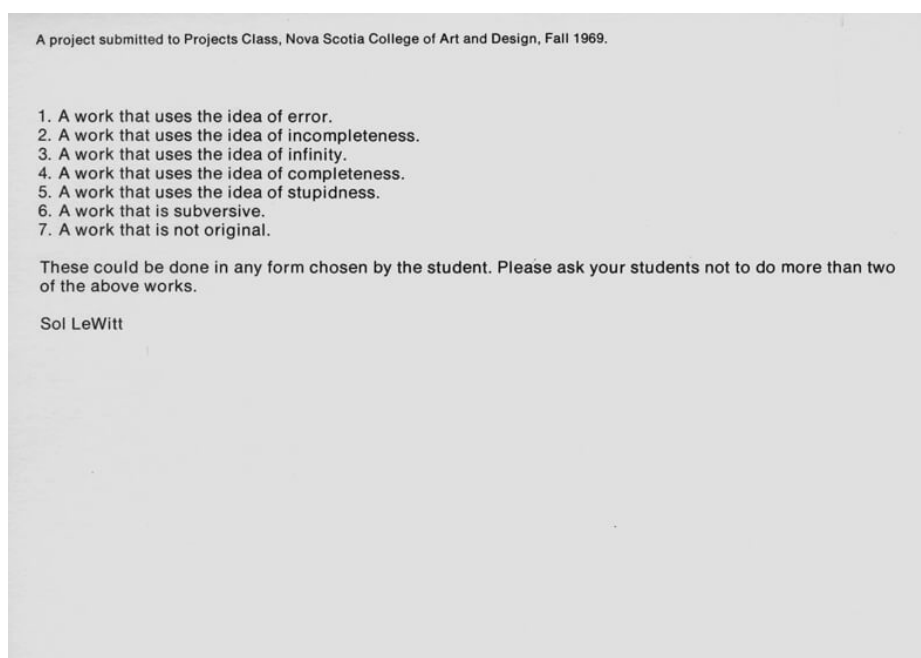 A project submitted to Projects Class, Nova Scotia College of Art and Design, Fall 1969.
1. A work that uses the idea of error.
2. A work that uses the idea of incompleteness.
3. A work that uses the idea of infinity.
4. A work that uses the idea of completeness.
5. A work that uses the idea of stupidness.
6. A work that is subversive.
7. A work that is not original.
These could be done in any form chosen by the student. Please ask your students not to do more than two
of the above works.
Sol LeWitt